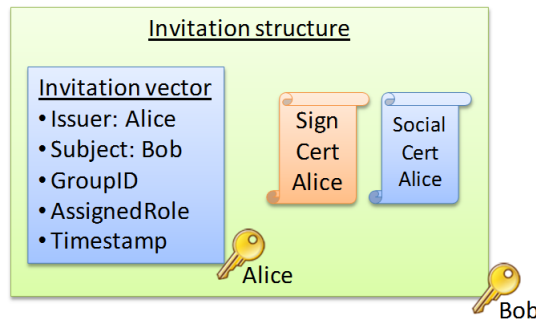 Invitation structure
Invitation vector
• Issuer: Alice
• Subject: Bob
• GroupID
• AssignedRole
• Timestamp
Sign
Cert
Alice
Social
Cert
Alice
Alice
Bob